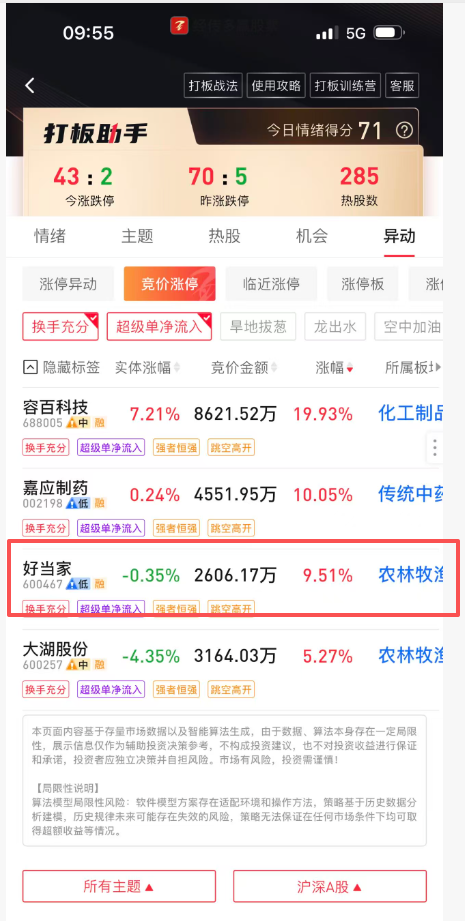 09:55
5G
打板战法 使用攻略 打板训练营 客服
打板助手
今日情绪得分 71 ?
43 : 2
70 : 5
285
今涨跌停
昨涨跌停
热股数
情绪 主题 热股 机会 异动
涨停异动 竞价涨停 临近涨停 涨停板
换手充分 超级单净流入 旱地拔葱 龙出水 空中加油
隐藏标签 实体涨幅 竞价金额 涨幅 所属板
容百科技 7.21% 8621.52万 19.93% 化工制品
688005 中 融
换手充分 超级单净流入 强者恒强 跳空高开
嘉应制药 0.24% 4551.95万 10.05% 传统中药
002198 低 融
换手充分 超级单净流入 强者恒强 跳空高开
好当家 -0.35% 2606.17万 9.51% 农林牧渔
600467 低 融
换手充分 超级单净流入 强者恒强 跳空高开
大湖股份 -4.35% 3164.03万 5.27% 农林牧渔
600257 中 融
换手充分 超级单净流入 强者恒强 跳空高开
本页面内容基于存量市场数据以及智能算法生成，由于数据、算法本身存在一定局限
性，展示信息仅作为辅助投资决策参考，不构成投资建议，也不对投资收益进行保证
和承诺，投资者应独立决策并自担风险。市场有风险，投资需谨慎！
【局限性说明】
算法模型局限性风险：软件模型方案存在适配环境和操作方法，策略基于历史数据分
析建模，历史规律未来可能存在失效的风险，策略无法保证在任何市场条件下均可取
得超额收益等情况。
所有主题 沪深A股